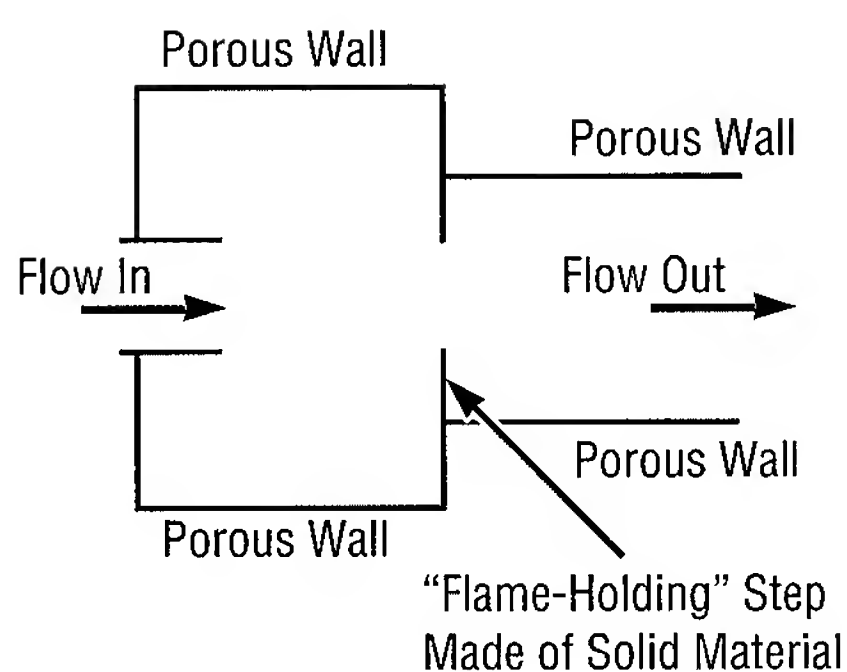 Porous Wall
Porous Wall
Flow In
Flow Out
Porous Wall
Porous Wall
“Flame-Holding” Step
Made of Solid Material